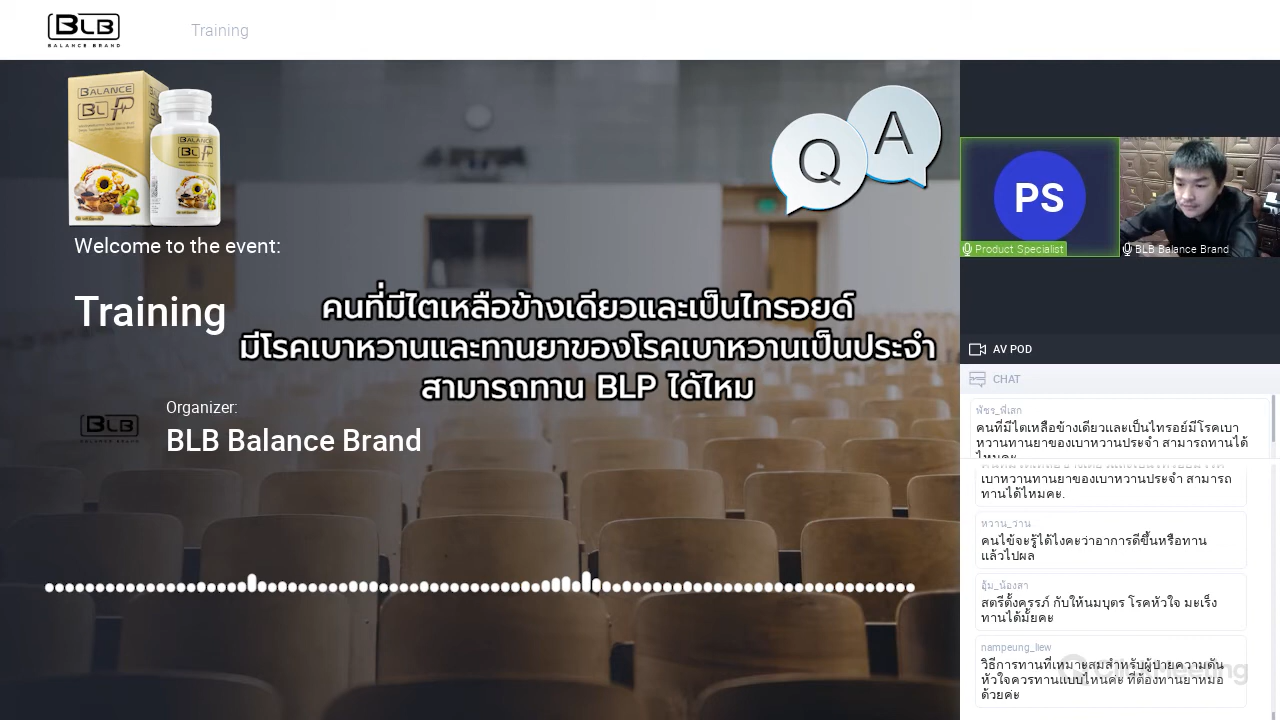 BLB
BALANCE BRAND
Training
BALANCE
BLP
BALANCE
BLP
Q A
Welcome to the event:
Training
คนที่มีไตเหลือข้างเดียวและเป็นไทรอยด์
มีโรคเบาหวานและทานยาของโรคเบาหวานเป็นประจำ
สามารถทาน BLP ได้ไหม
Organizer:
BLB Balance Brand
BLB
BALANCE BRAND
PS
Product Specialist
BLB Balance Brand
AV POD
CHAT
พัชร_พี่เสก
คนที่มีไตเหลือข้างเดียวและเป็นไทรอย์มีโรคเบา
หวานทานยาของเบาหวานประจำ สามารถทานได้
ไหมคะ
เบาหวานทานยาของเบาหวานประจำ สามารถ
ทานได้ไหมคะ.
หวาน_ว่าน
คนไข้จะรู้ได้ไงคะว่าอาการดีขึ้นหรือทาน
แล้วไปผล
อุ้ม_น้องสา
สตรีตั้งครรภ์ กับให้นมบุตร โรคหัวใจ มะเร็ง
ทานได้มั้ยคะ
nampeung_liew
วิธีการทานที่เหมาะสมสำหรับผู้ป่วยความดัน
หัวใจควรทานแบบไหนคะ ที่ต้องทานยาหมอ
ด้วยค่ะ